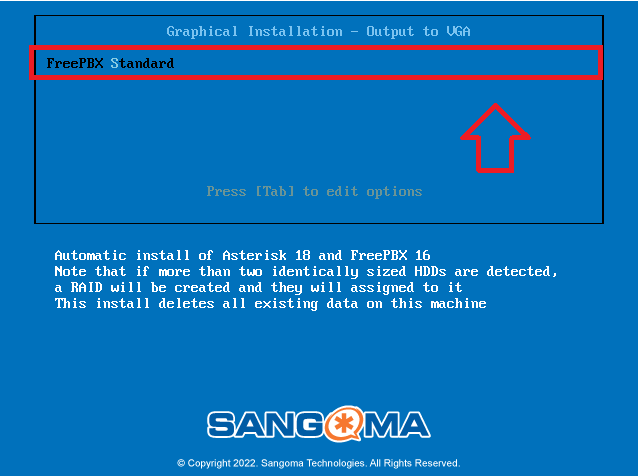 Graphical Installation - Output to VGA
FreePBX Standard
Press [Tab] to edit options
Automatic install of Asterisk 18 and FreePBX 16
Note that if more than two identically sized HDDs are detected,
a RAID will be created and they will assigned to it
This install deletes all existing data on this machine
SANGOMA
© Copyright 2022. Sangoma Technologies. All Rights Reserved.